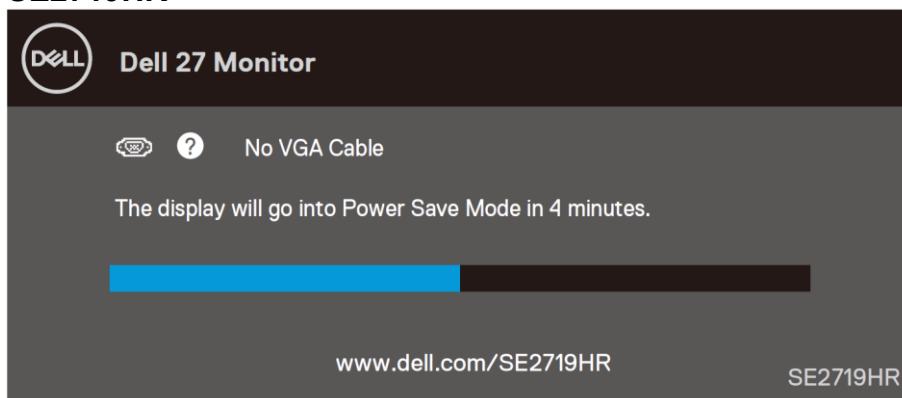 DELL Dell 27 Monitor
? No VGA Cable
The display will go into Power Save Mode in 4 minutes.
www.dell.com/SE2719HR
SE2719HR